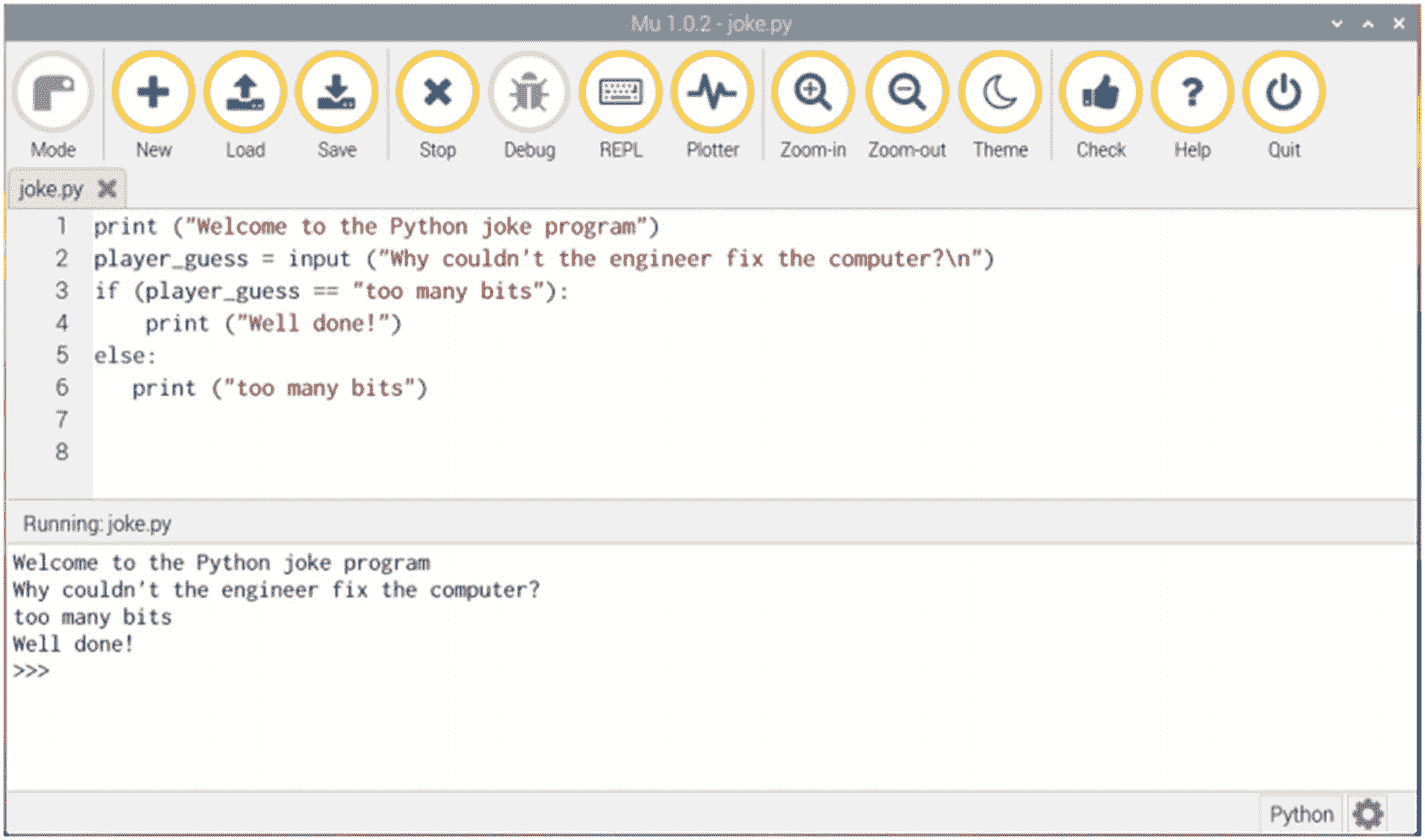 Mu 1.0.2 - joke.py
Mode New Load Save Stop Debug REPL Plotter Zoom-in Zoom-out Theme Check Help Quit
joke.py
1 print ("Welcome to the Python joke program")
2 player_guess = input ("Why couldn't the engineer fix the computer?\n")
3 if (player_guess == "too many bits"):
4     print ("Well done!")
5 else:
6    print ("too many bits")
7
8
Running: joke.py
Welcome to the Python joke program
Why couldn't the engineer fix the computer?
too many bits
Well done!
>>>
Python